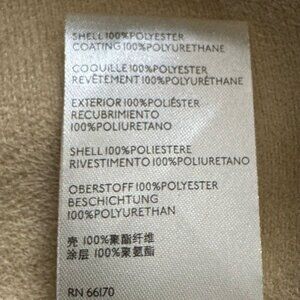 SHELL 100%POLYESTER
COATING 100%POLYURETHANE
COQUILLE 100%POLYESTER
REVÊTEMENT 100%POLYURÉTHANE
EXTERIOR 100%POLIÉSTER
RECUBRIMIENTO
100%POLIURETANO
SHELL 100%POLIESTERE
RIVESTIMENTO 100%POLIURETANO
OBERSTOFF 100%POLYESTER
BESCHICHTUNG
100%POLYURETHAN
壳 100%聚酯纤维
涂层 100%聚氨酯
RN 66170